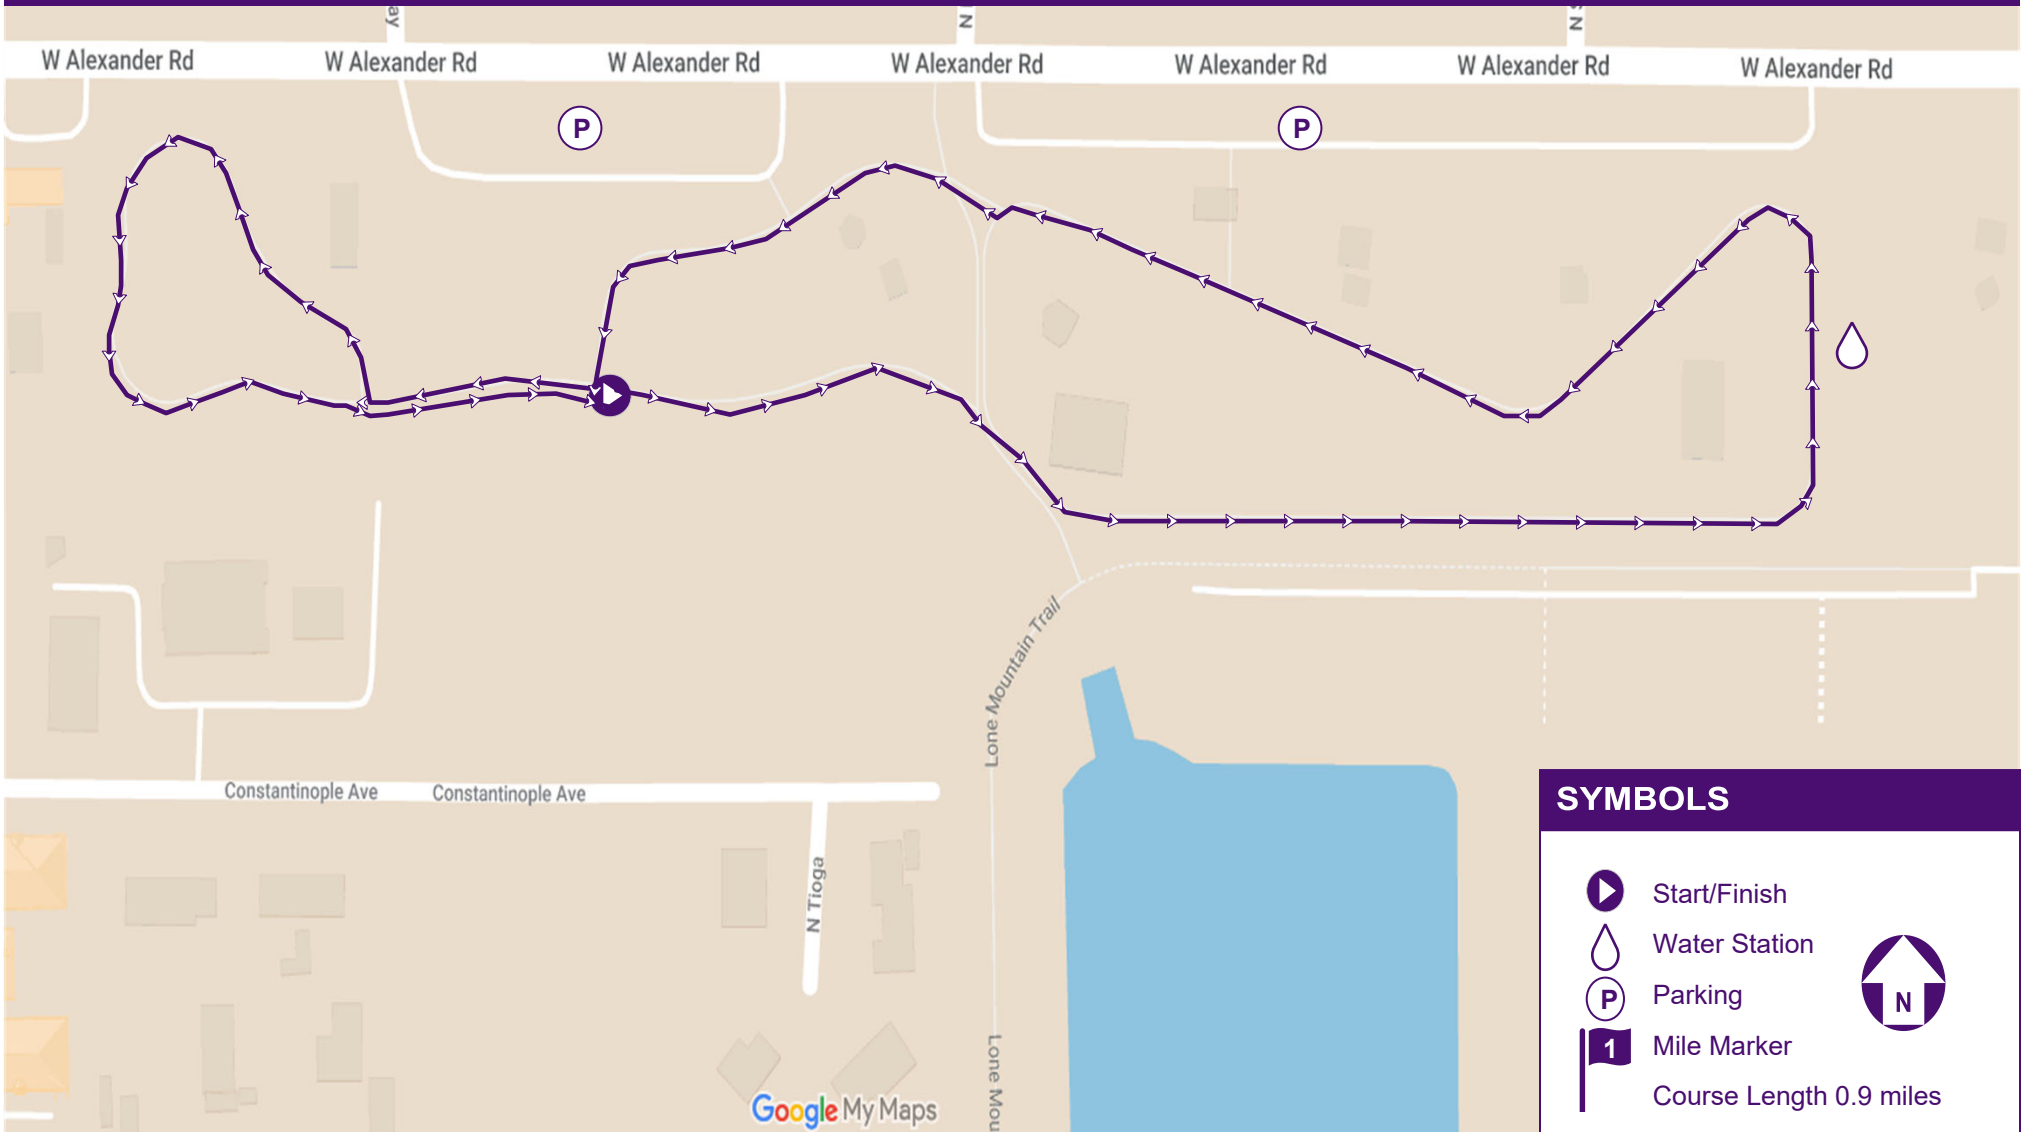 ay
N
N
W Alexander Rd
W Alexander Rd
W Alexander Rd
W Alexander Rd
W Alexander Rd
W Alexander Rd
W Alexander Rd
P
P
Lone Mountain Trail
Constantinople Ave
Constantinople Ave
N Tioga
Lone Mou
Google My Maps
SYMBOLS
Start/Finish
Water Station
P Parking
N
1 Mile Marker
Course Length 0.9 miles